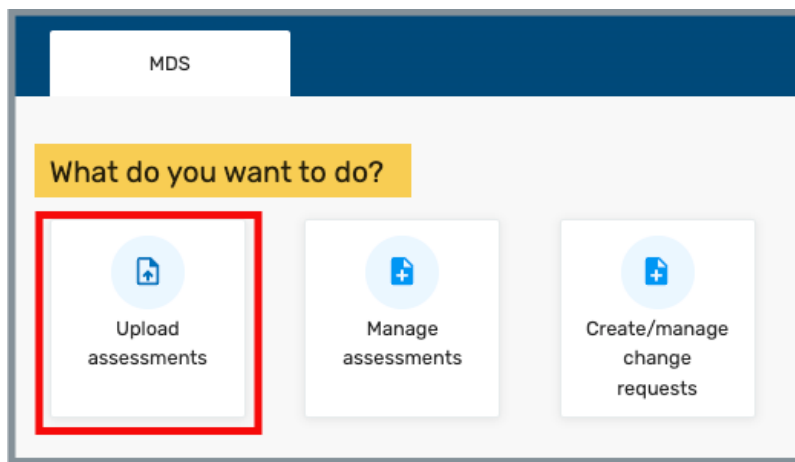 MDS
What do you want to do?
Upload
assessments
Manage
assessments
Create/manage
change
requests